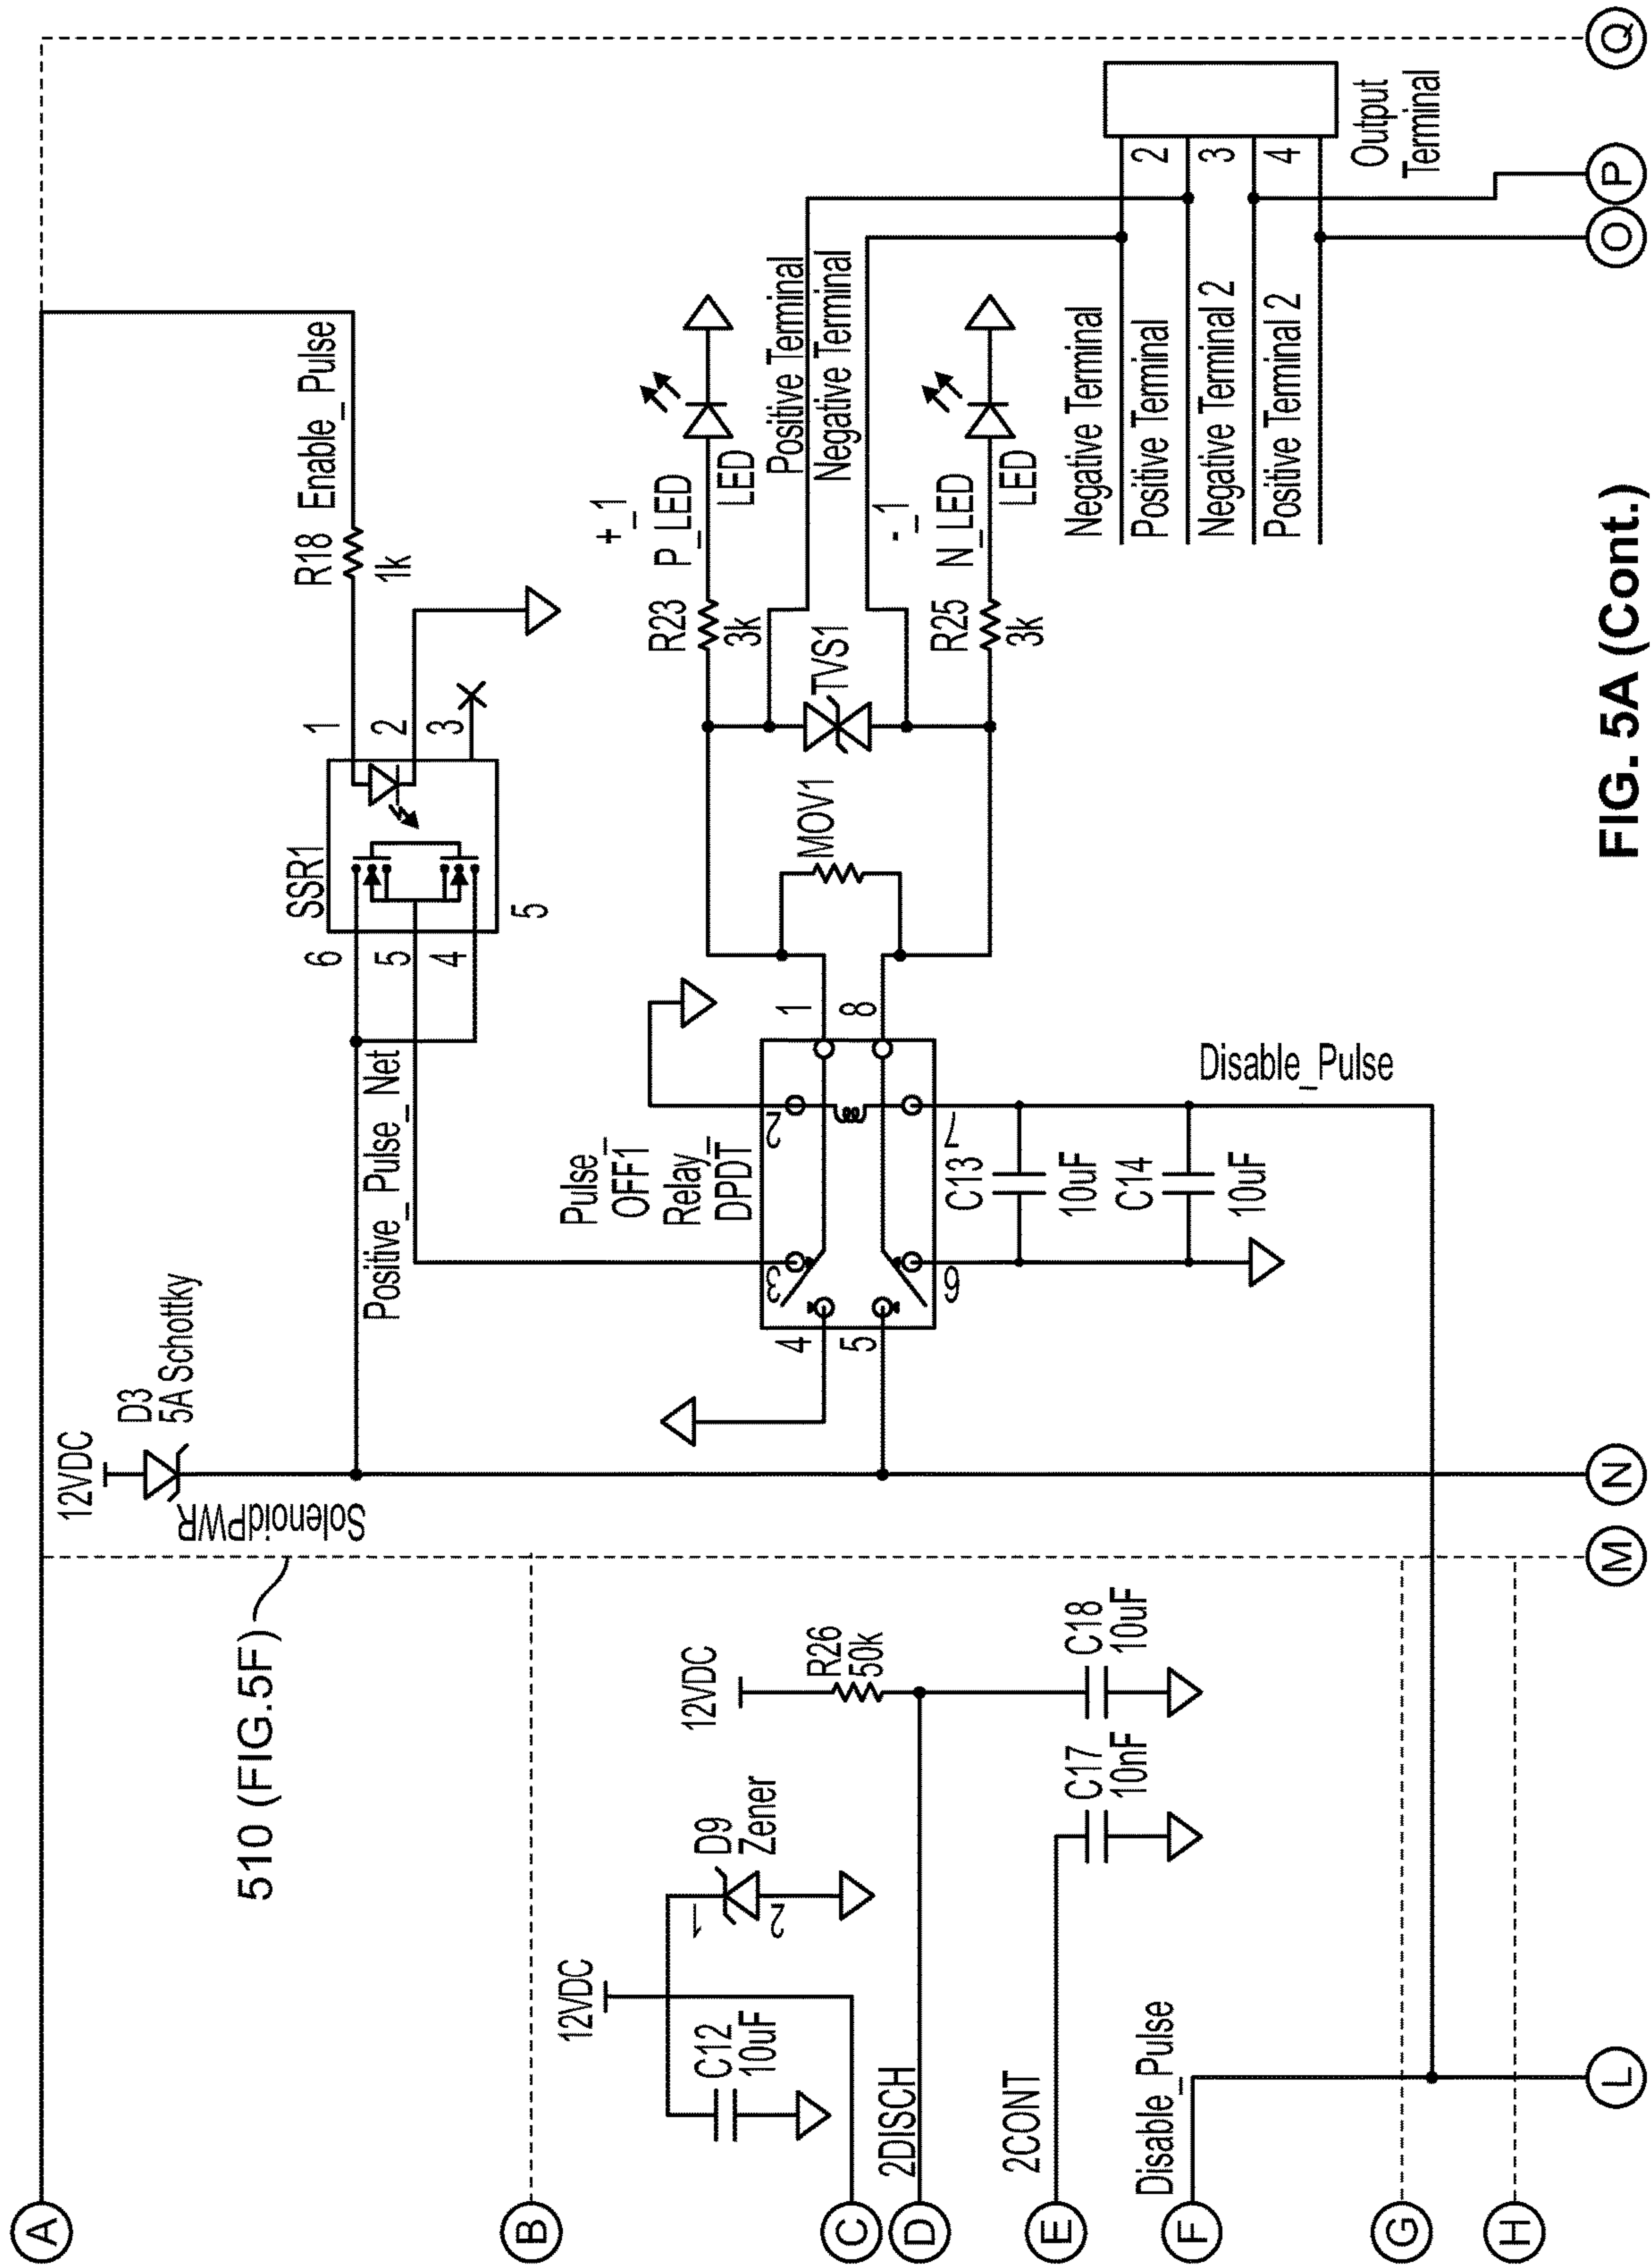 A
B
C
D
E
F
G
H
510 (FIG.5F)
12VDC
C12
10uF
1
2
D9
Zener
12VDC
R26
50k
2DISCH
2CONT
C17
10nF
C18
10uF
Disable_Pulse
12VDC
D3
5A Schottky
SolenoidPWR
Positive_Pulse_Net
SSR1
6
5
4
5
1
2
3
R18
1k
Enable_Pulse
Pulse_
OFF1
Relay_
DPDT
4
5
3
6
2
7
1
8
C13
10uF
C14
10uF
Disable_Pulse
MOV1
TVS1
R23
3k
+_1
P_LED
LED
Positive Terminal
Negative Terminal
R25
3k
-_1
N_LED
LED
Negative Terminal
Positive Terminal
Negative Terminal 2
Positive Terminal 2
2
3
4
Output
Terminal
L
M
N
O
P
Q
FIG. 5A (Cont.)